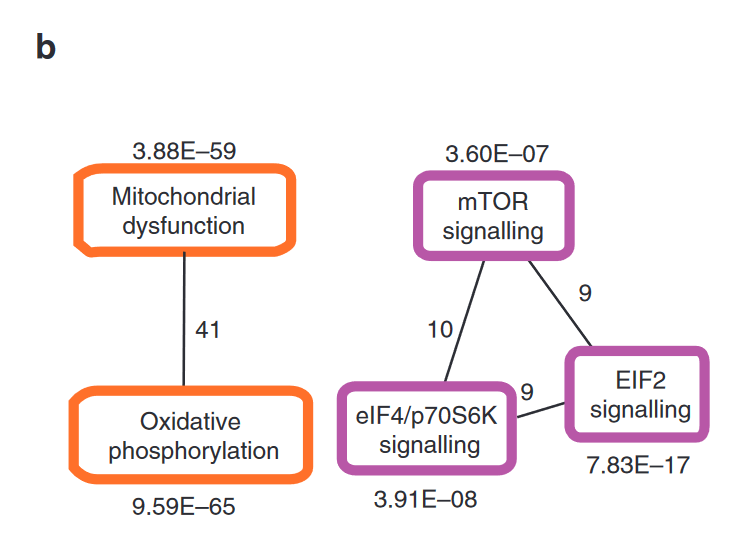 b
3.88E–59
Mitochondrial
dysfunction
41
Oxidative
phosphorylation
9.59E–65
3.60E–07
mTOR
signalling
10
9
9
eIF4/p70S6K
signalling
3.91E–08
EIF2
signalling
7.83E–17